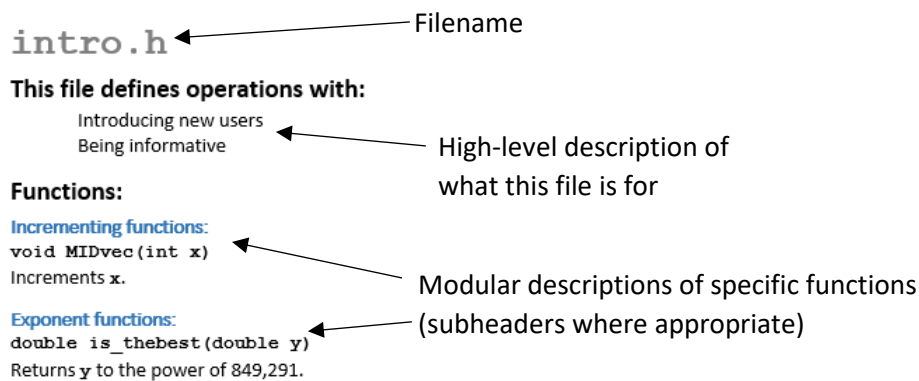 intro.h
Filename
This file defines operations with:
Introducing new users
Being informative
High-level description of
what this file is for
Functions:
Incrementing functions:
void MIDvec(int x)
Increments x.
Modular descriptions of specific functions
(subheaders where appropriate)
Exponent functions:
double is_thebest(double y)
Returns y to the power of 849,291.